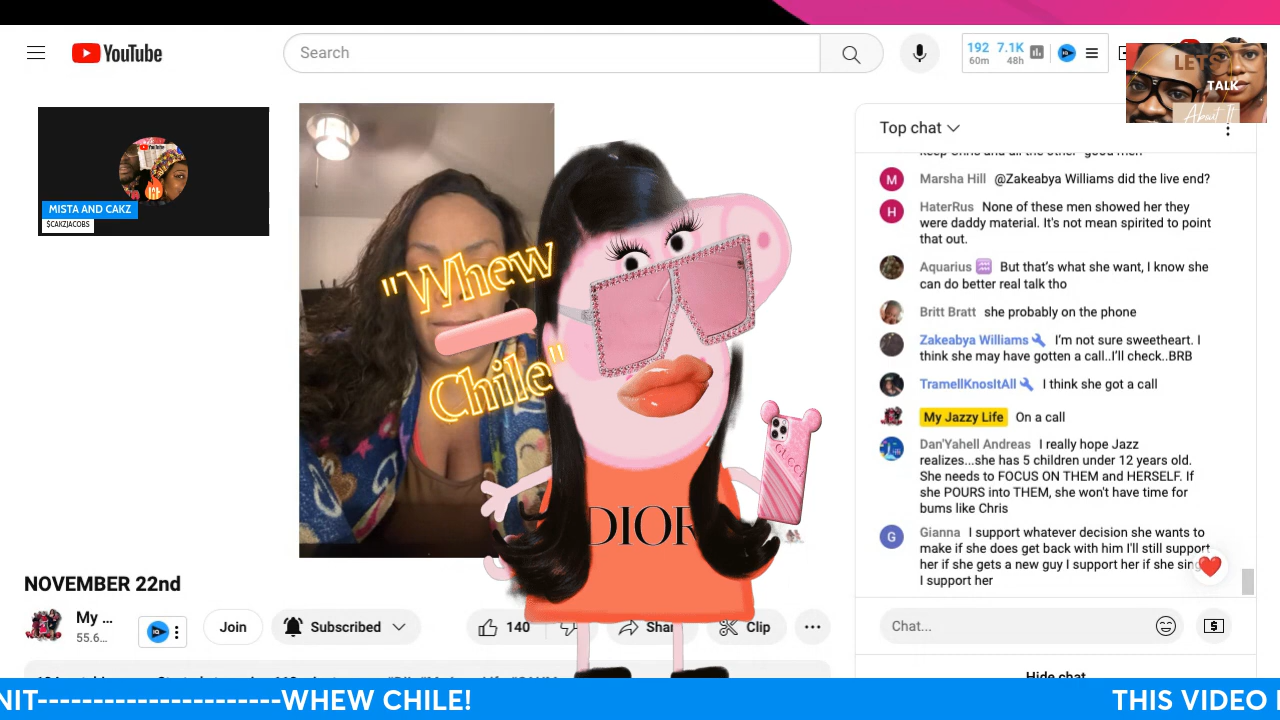 YouTube
Search
192 7.1K
60m 48h
LETS
TALK
About It
Top chat
Marsha Hill @Zakeabya Williams did the live end?
HaterRus None of these men showed her they
were daddy material. It's not mean spirited to point
that out.
Aquarius ♒ But that's what she want, I know she
can do better real talk tho
Britt Bratt she probably on the phone
Zakeabya Williams I'm not sure sweetheart. I
think she may have gotten a call..I'll check..BRB
TramellKnosItAll I think she got a call
My Jazzy Life On a call
Dan'Yahell Andreas I really hope Jazz
realizes...she has 5 children under 12 years old.
She needs to FOCUS ON THEM and HERSELF. If
she POURS into THEM, she won't have time for
bums like Chris
Gianna I support whatever decision she wants to
make if she does get back with him I'll still support
her if she gets a new guy I support her if she sing
I support her
Chat...
Hide chat
MISTA AND CAKZ
$CAKZJACOBS
"Whew
Chile"
GUCCI
DIOR
NOVEMBER 22nd
My ...
55.6...
Join
Subscribed
140
Shar
Clip
NIT----------------------WHEW CHILE!
THIS VIDEO